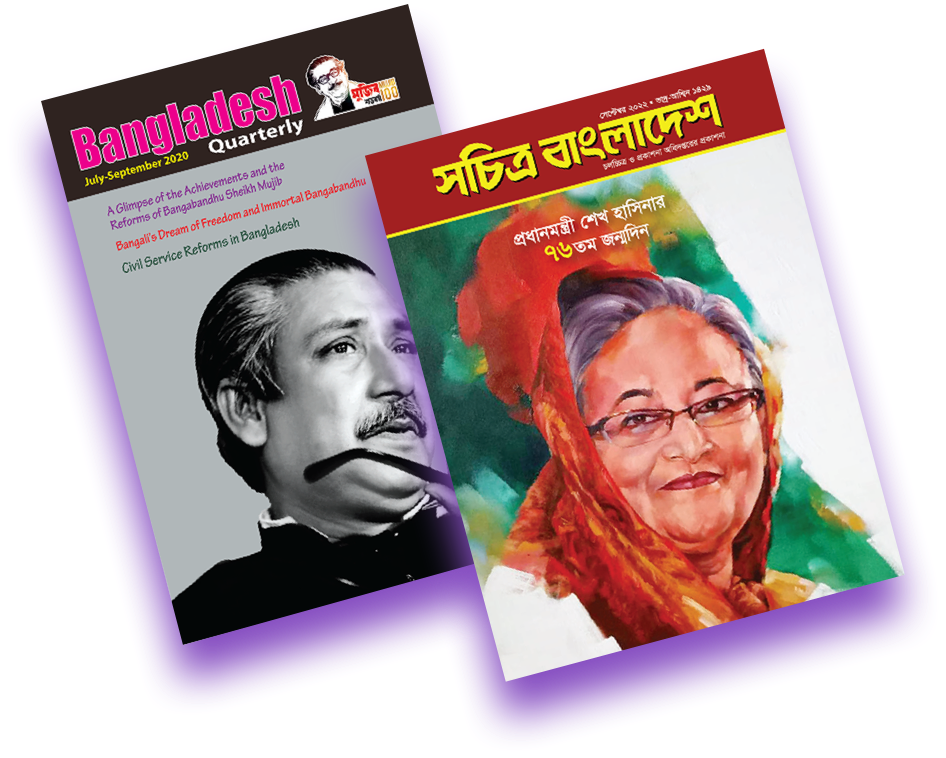 Bangladesh
Quarterly
July-September 2020
মুজিব
শতবর্ষ
100
A Glimpse of the Achievements and the
Reforms of Bangabandhu Sheikh Mujib
Bangali's Dream of Freedom and Immortal Bangabandhu
Civil Service Reforms in Bangladesh
সেপ্টেম্বর ২০২২ • ভাদ্র-আশ্বিন ১৪২৯
সচিত্র বাংলাদেশ
চলচ্চিত্র ও প্রকাশনা অধিদপ্তরের প্রকাশনা
প্রধানমন্ত্রী শেখ হাসিনার
৭৬তম জন্মদিন